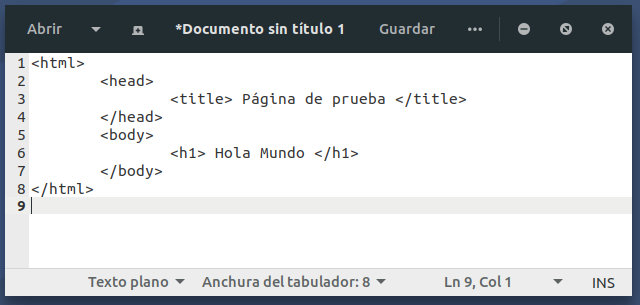 Abrir *Documento sin título 1 Guardar
1 <html>
2 <head>
3 <title> Página de prueba </title>
4 </head>
5 <body>
6 <h1> Hola Mundo </h1>
7 </body>
8 </html>
9
Texto plano Anchura del tabulador: 8 Ln 9, Col 1 INS